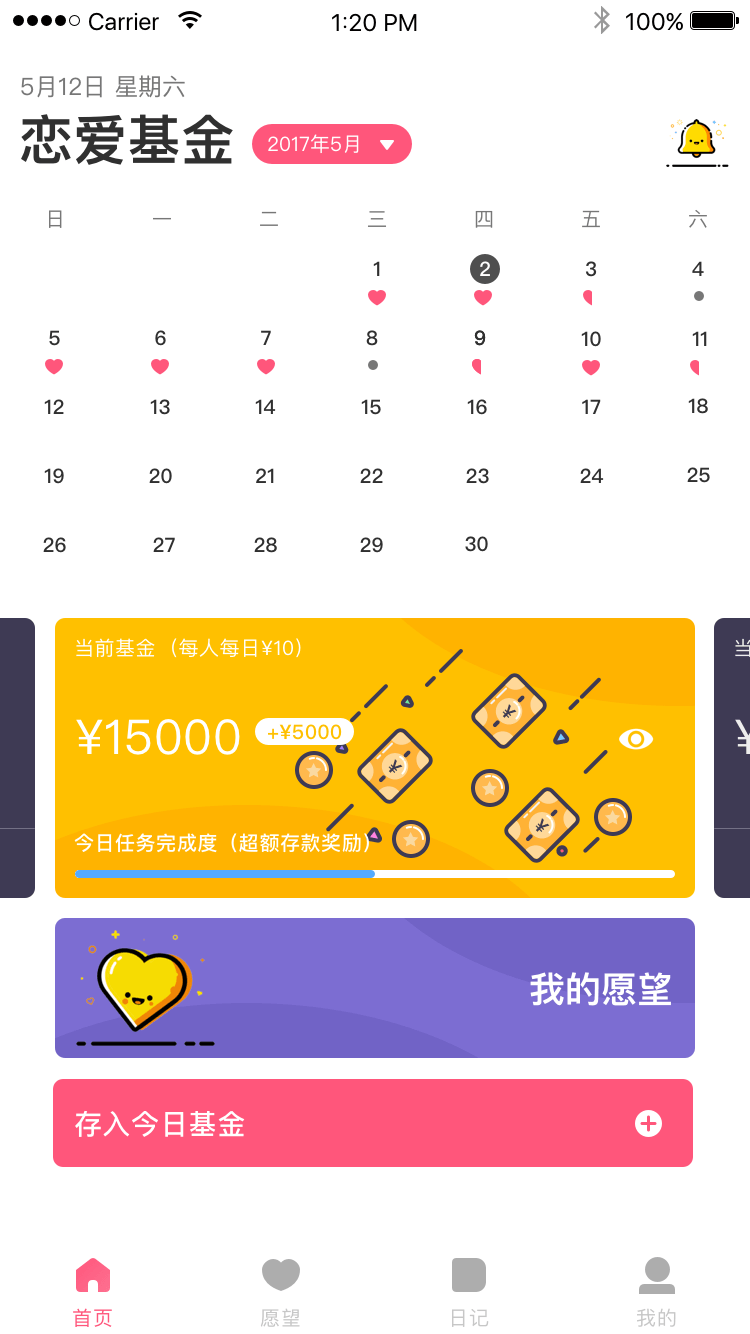 Carrier 1:20 PM 100%
5月12日 星期六
恋爱基金 2017年5月
日 一 二 三 四 五 六
1 2 3 4
5 6 7 8 9 10 11
12 13 14 15 16 17 18
19 20 21 22 23 24 25
26 27 28 29 30
当前基金（每人每日¥10） 当
¥15000 +¥5000 ¥
今日任务完成度（超额存款奖励）
我的愿望
存入今日基金
首页 愿望 日记 我的